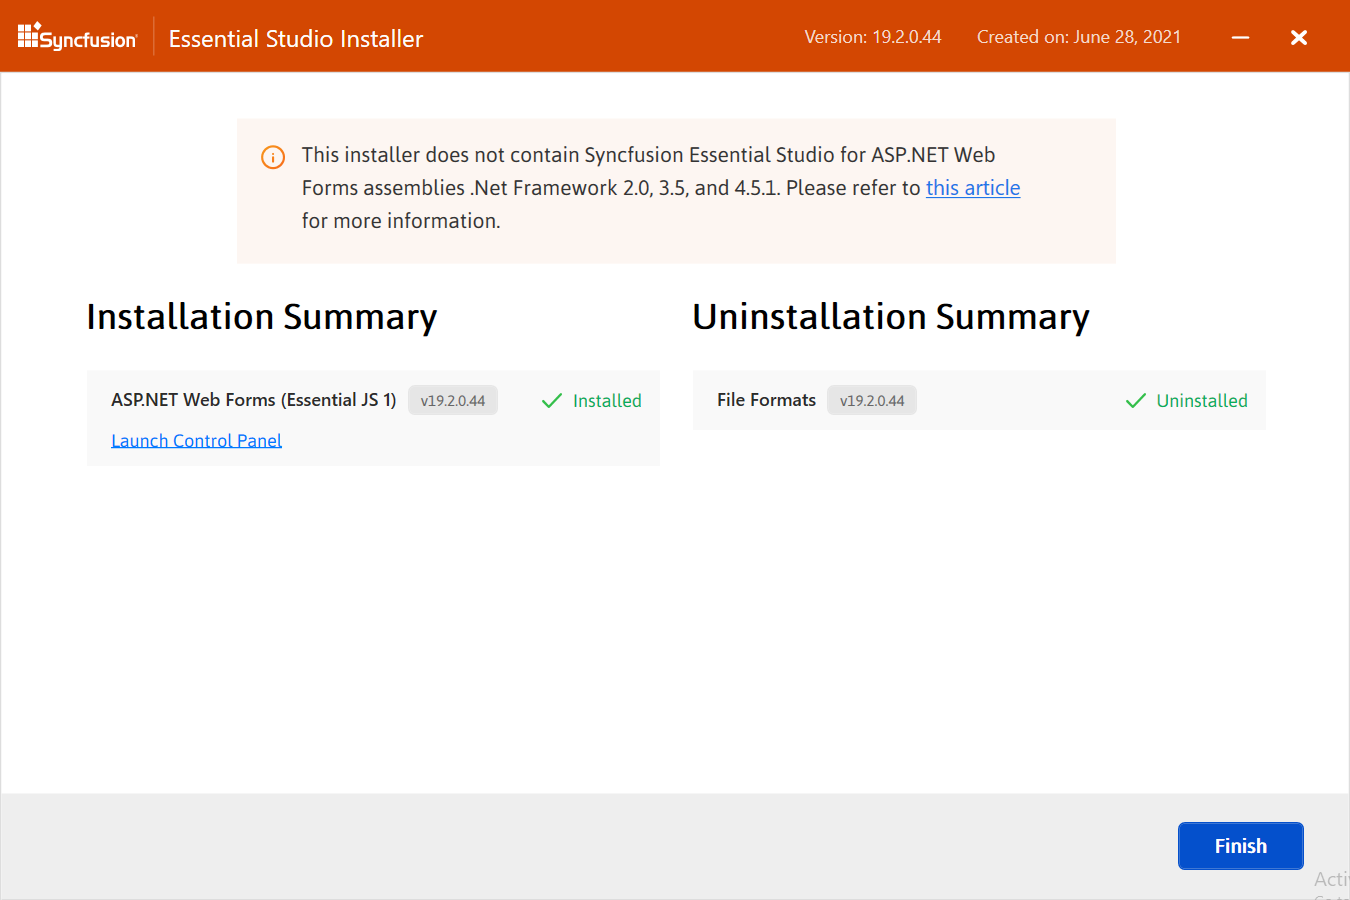 Syncfusion
Essential Studio Installer
Version: 19.2.0.44
Created on: June 28, 2021
This installer does not contain Syncfusion Essential Studio for ASP.NET Web
Forms assemblies .Net Framework 2.0, 3.5, and 4.5.1. Please refer to this article
for more information.
Installation Summary
ASP.NET Web Forms (Essential JS 1) v19.2.0.44 Installed
Launch Control Panel
Uninstallation Summary
File Formats v19.2.0.44 Uninstalled
Finish
Acti